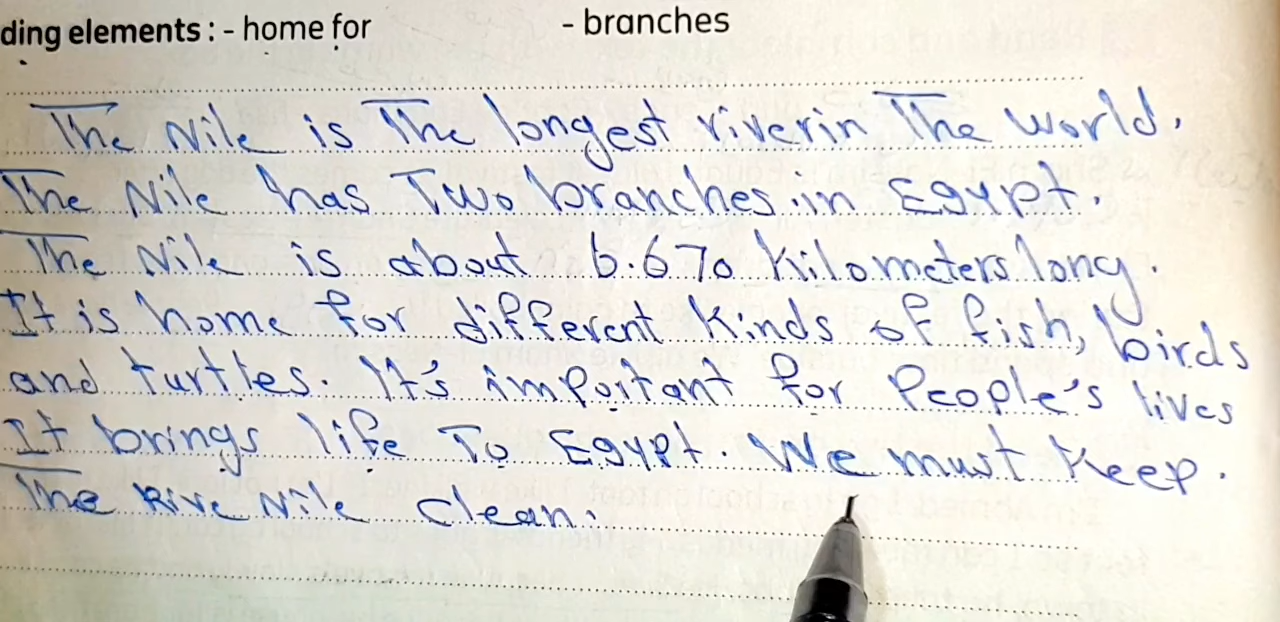 ding elements : - home for - branches
The Nile is The longest river in The world.
The Nile has Two branches in Egypt.
The Nile is about 6.670 kilometers long.
It is home for different kinds of fish, birds
and turtles. It's important for People's lives
It brings life To Egypt. We must keep.
The Rive Nile clean.